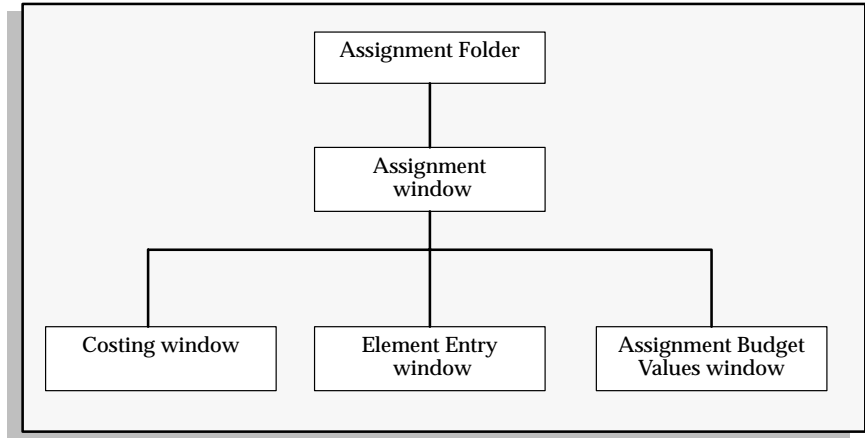 Assignment Folder
Assignment
window
Costing window
Element Entry
window
Assignment Budget
Values window